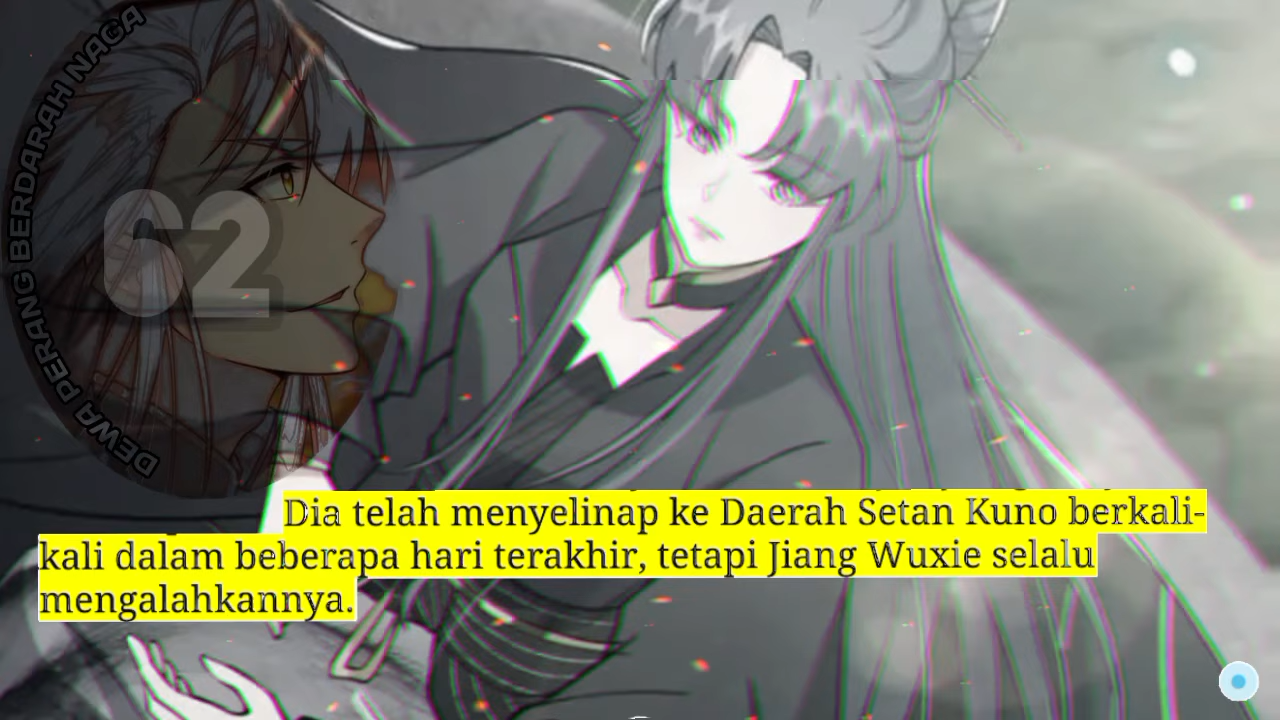 DEWA PERANG BERDARAH NAGA
62
Dia telah menyelinap ke Daerah Setan Kuno berkali-
kali dalam beberapa hari terakhir, tetapi Jiang Wuxie selalu
mengalahkannya.